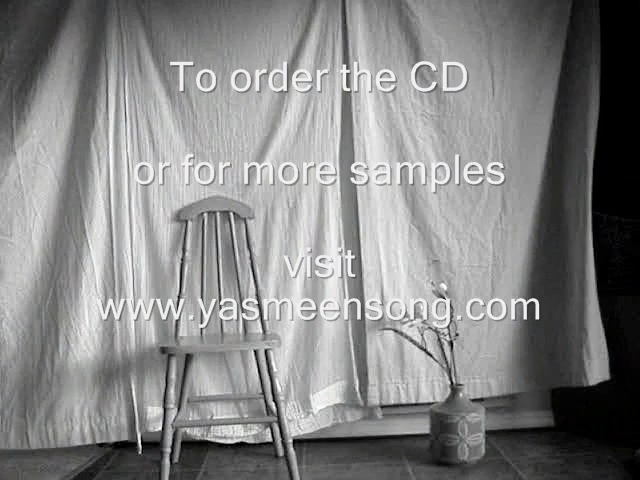 To order the CD
or for more samples
visit
www.yasmeensong.com